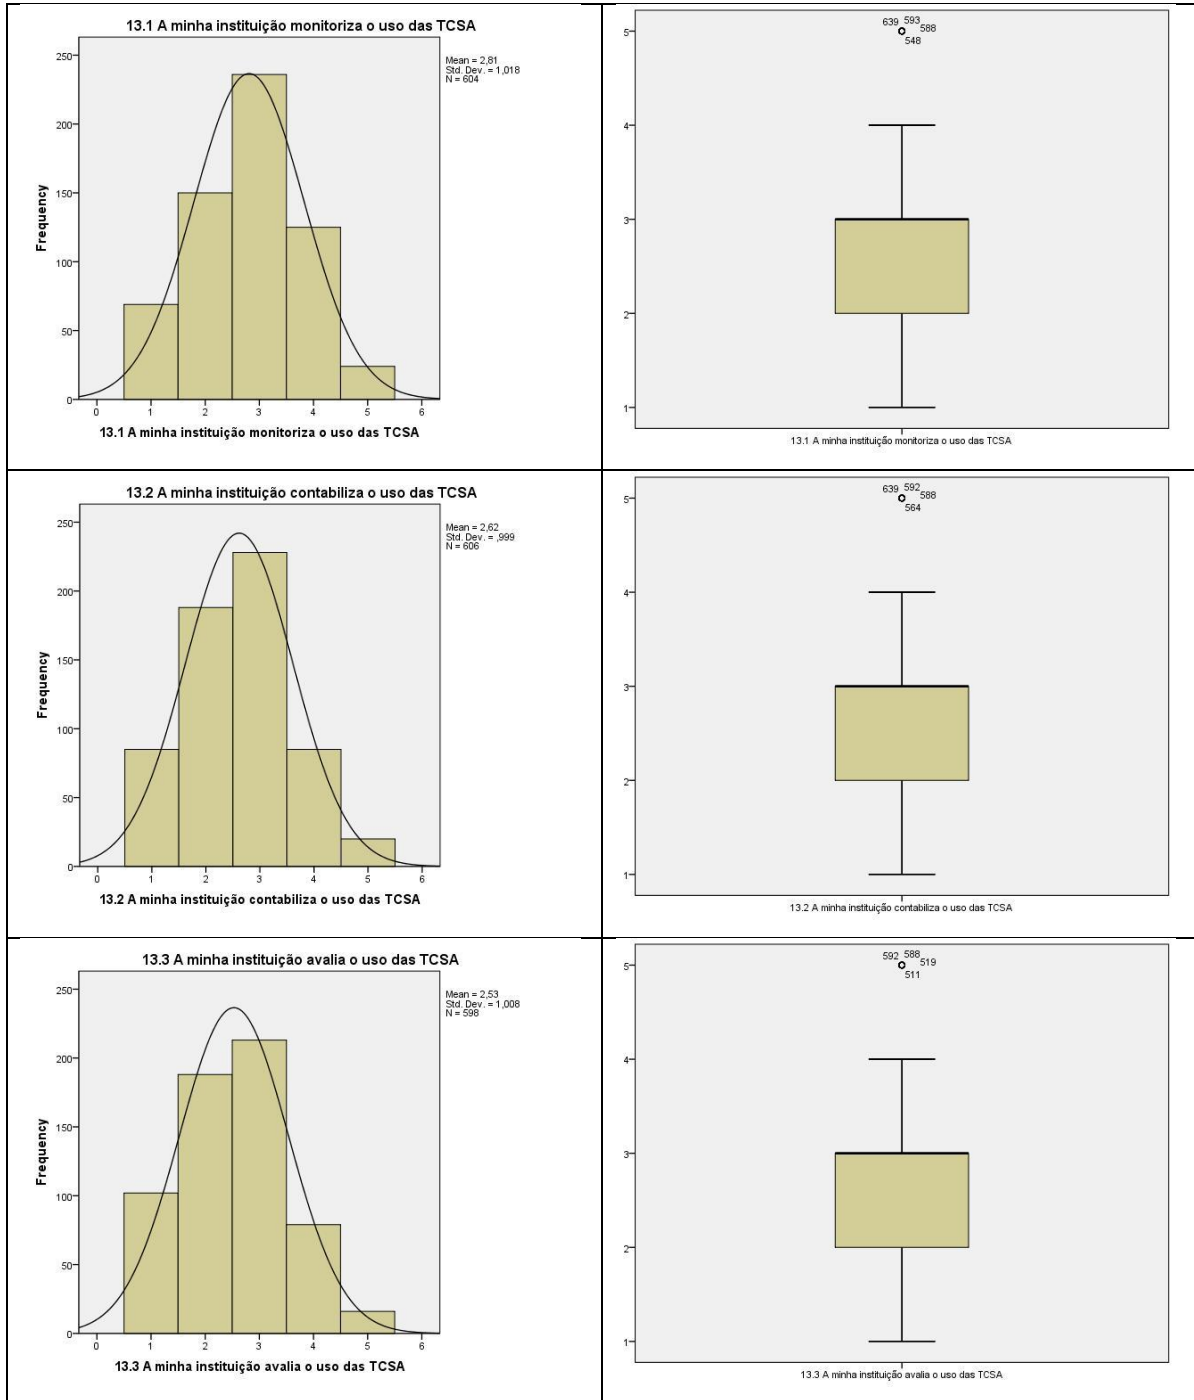 13.1 A minha instituição monitoriza o uso das TCSA
Mean = 2,81
Std. Dev. = 1,018
N = 604
250
200
150
100
50
0
Frequency
0 1 2 3 4 5 6
13.1 A minha instituição monitoriza o uso das TCSA
639 593 588
548
5
4
3
2
1
13.1 A minha instituição monitoriza o uso das TCSA
13.2 A minha instituição contabiliza o uso das TCSA
Mean = 2,62
Std. Dev. = ,999
N = 606
250
200
150
100
50
0
Frequency
0 1 2 3 4 5 6
13.2 A minha instituição contabiliza o uso das TCSA
639 592 588
564
5
4
3
2
1
13.2 A minha instituição contabiliza o uso das TCSA
13.3 A minha instituição avalia o uso das TCSA
Mean = 2,53
Std. Dev. = 1,008
N = 598
250
200
150
100
50
0
Frequency
0 1 2 3 4 5 6
13.3 A minha instituição avalia o uso das TCSA
592 588 519
511
5
4
3
2
1
13.3 A minha instituição avalia o uso das TCSA